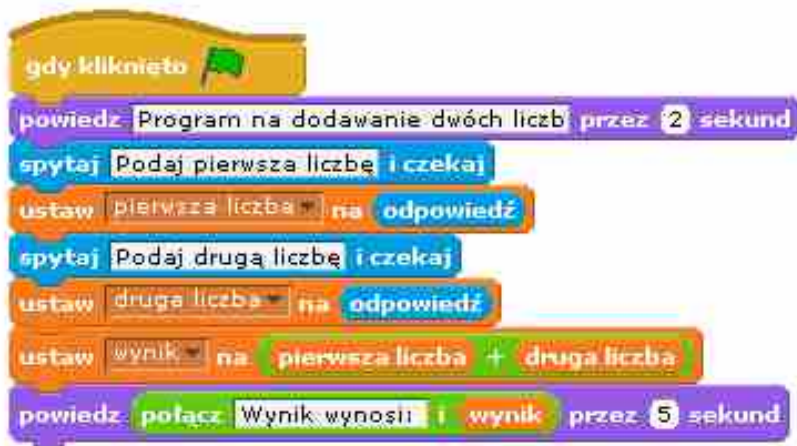 gdy kliknięto
powiedz Program na dodawanie dwóch liczb przez 2 sekund
spytaj Podaj pierwsza liczbę i czekaj
ustaw pierwsza liczba na odpowiedź
spytaj Podaj drugą liczbę i czekaj
ustaw druga liczba na odpowiedź
ustaw wynik na pierwsza liczba + druga liczba
powiedz połącz Wynik wynosi: i wynik przez 5 sekund